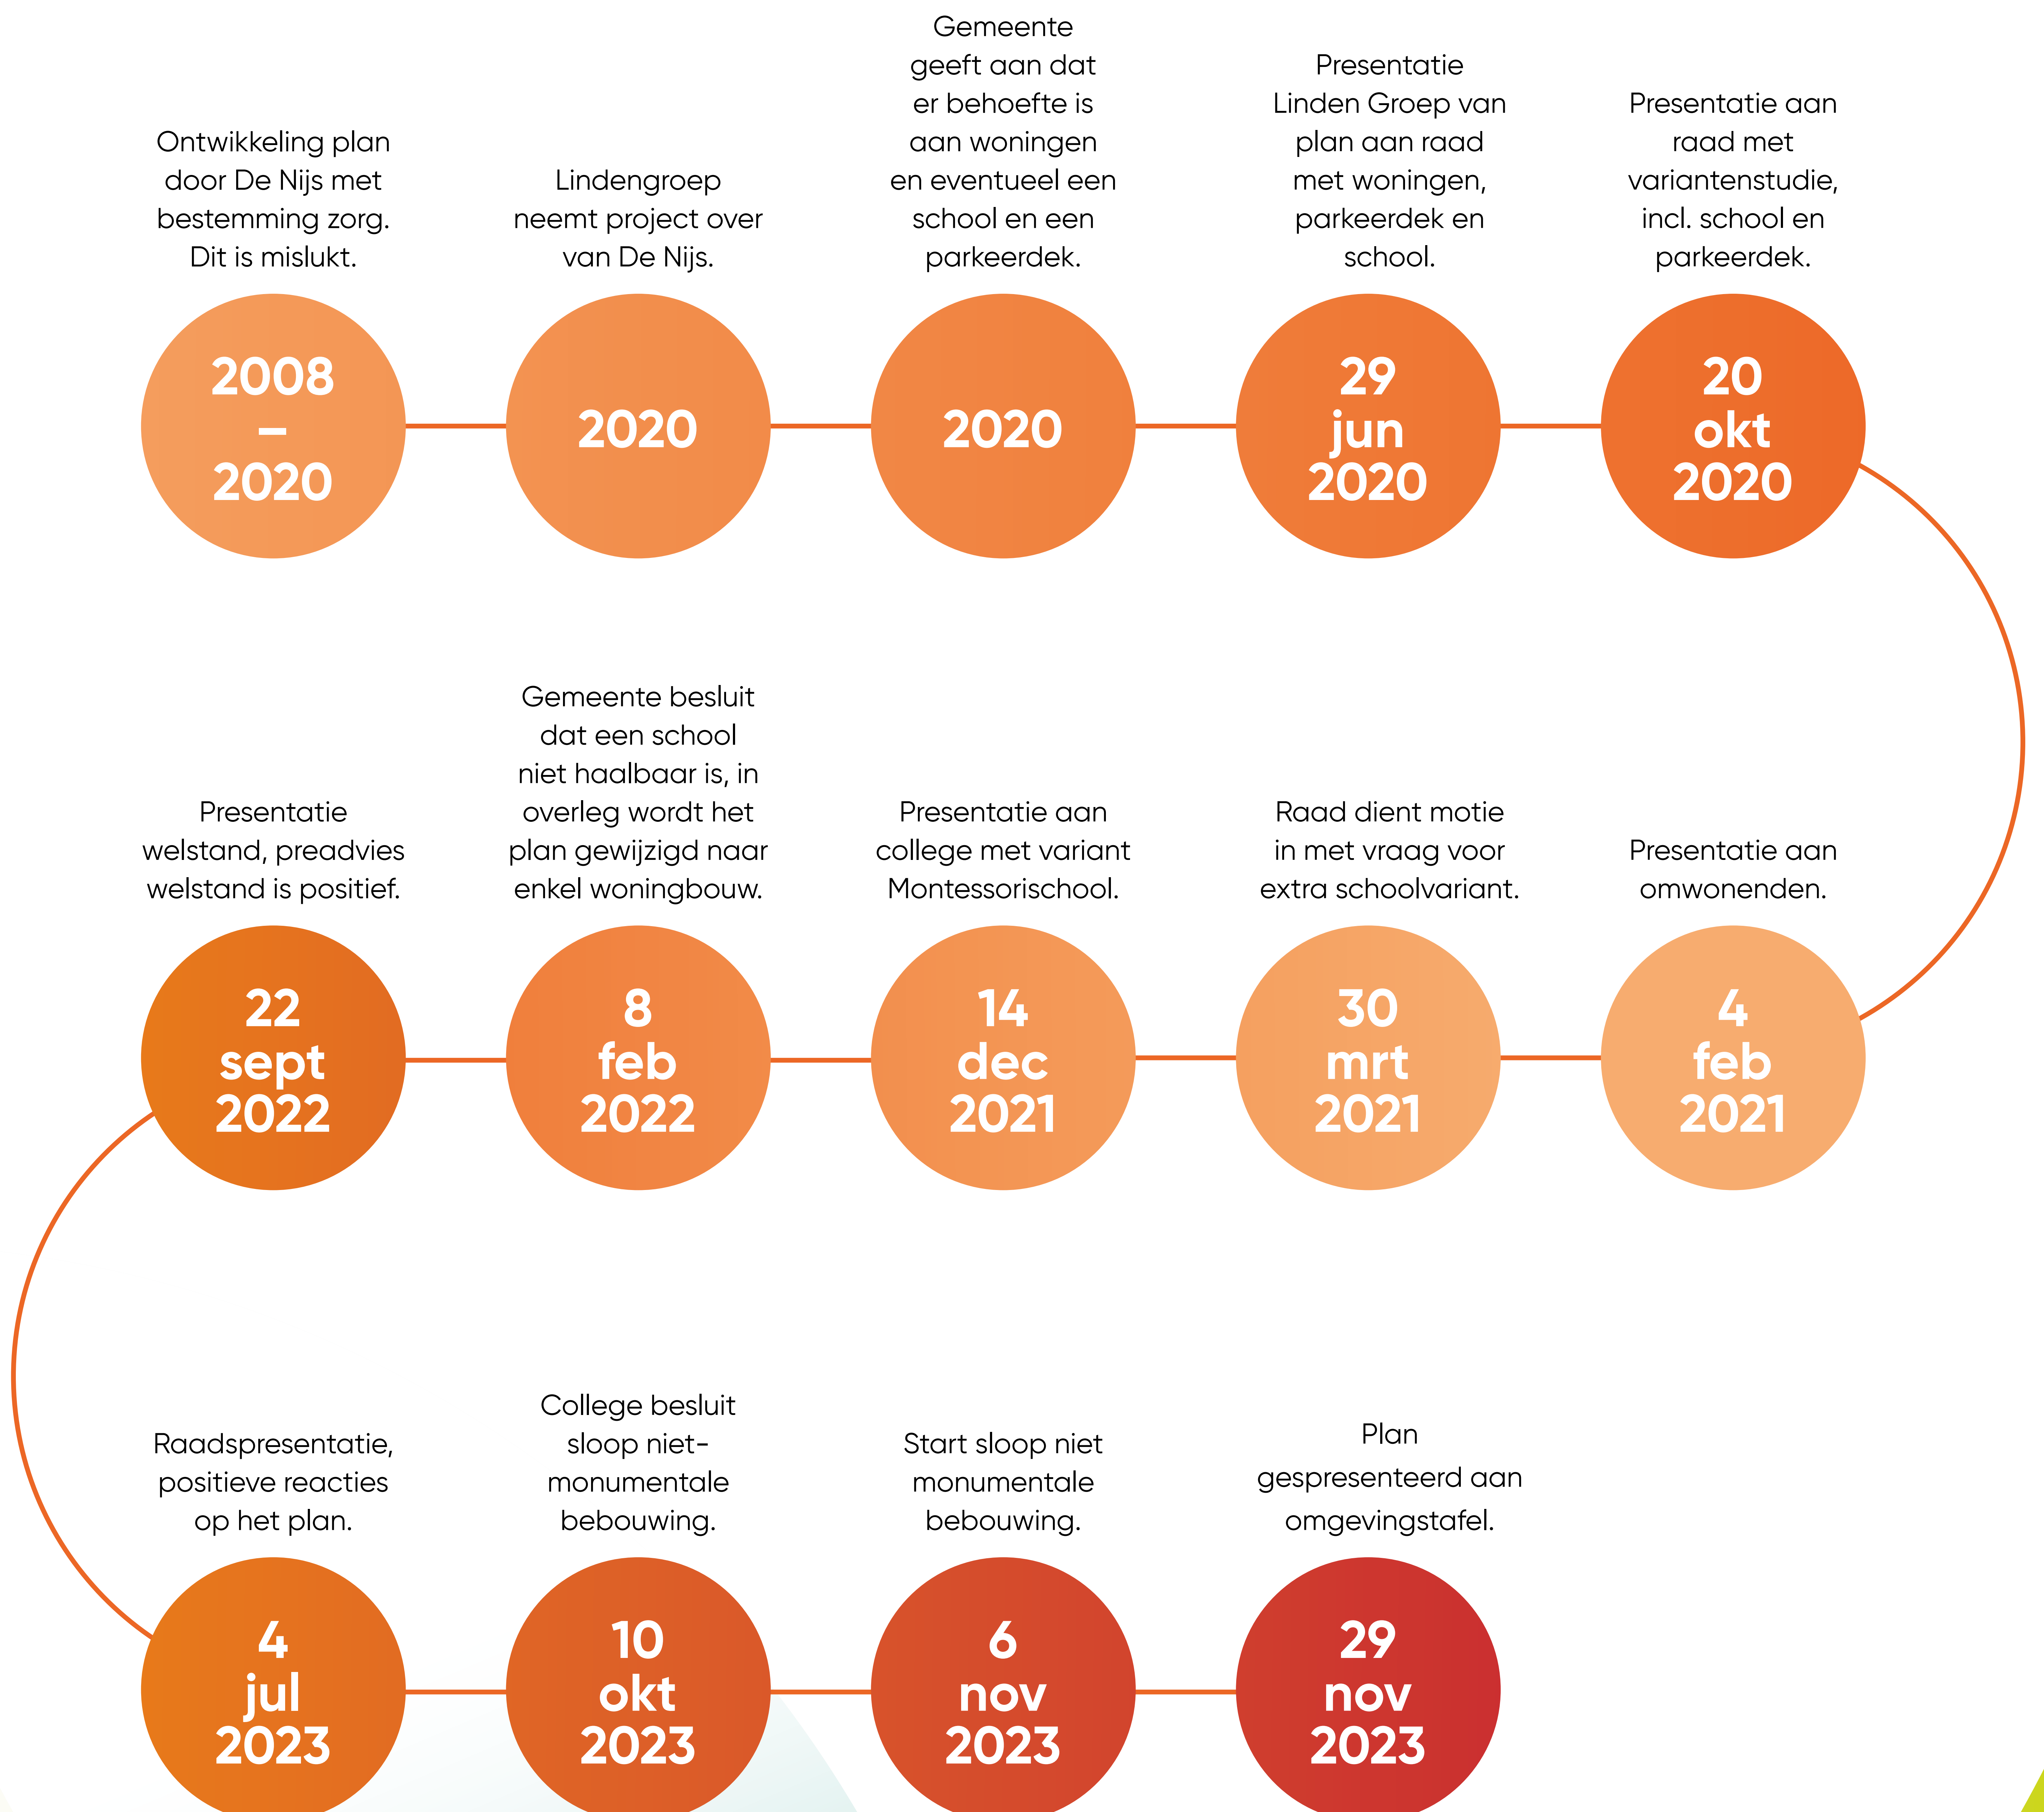 Ontwikkeling plan
door De Nijs met
bestemming zorg.
Dit is mislukt.
2008
–
2020
Lindengroep
neemt project over
van De Nijs.
2020
Gemeente
geeft aan dat
er behoefte is
aan woningen
en eventueel een
school en een
parkeerdek.
2020
Presentatie
Linden Groep van
plan aan raad
met woningen,
parkeerdek en
school.
29
jun
2020
Presentatie aan
raad met
variantenstudie,
incl. school en
parkeerdek.
20
okt
2020
Presentatie aan
omwonenden.
4
feb
2021
Raad dient motie
in met vraag voor
extra schoolvariant.
30
mrt
2021
Presentatie aan
college met variant
Montessorischool.
14
dec
2021
Gemeente besluit
dat een school
niet haalbaar is, in
overleg wordt het
plan gewijzigd naar
enkel woningbouw.
8
feb
2022
Presentatie
welstand, preadvies
welstand is positief.
22
sept
2022
Raadspresentatie,
positieve reacties
op het plan.
4
jul
2023
College besluit
sloop niet-
monumentale
bebouwing.
10
okt
2023
Start sloop niet
monumentale
bebouwing.
6
nov
2023
Plan
gespresenteerd aan
omgevingstafel.
29
nov
2023